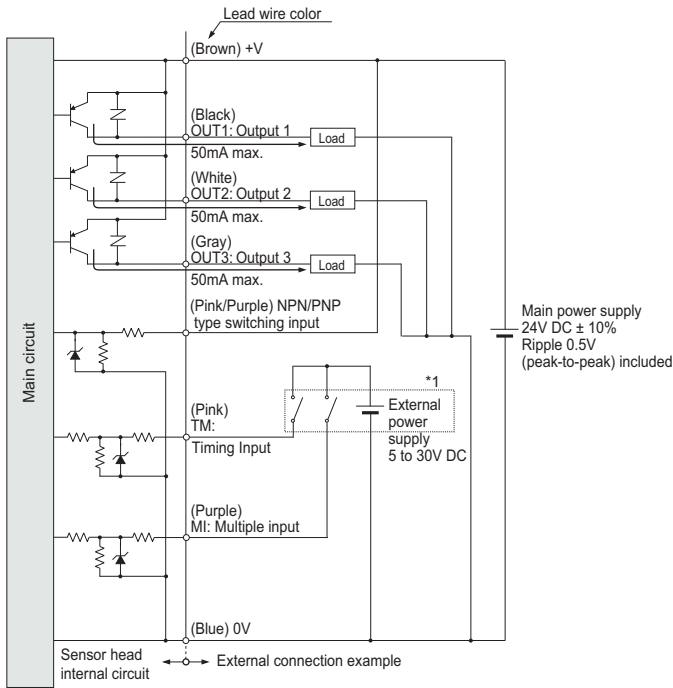 Lead wire color
(Brown) +V
(Black)
OUT1: Output 1
Load
50mA max.
(White)
OUT2: Output 2
Load
50mA max.
(Gray)
OUT3: Output 3
Load
50mA max.
(Pink/Purple) NPN/PNP
type switching input
Main power supply
24V DC ± 10%
Ripple 0.5V
(peak-to-peak) included
Main circuit
*1
External
power
supply
5 to 30V DC
(Pink)
TM:
Timing Input
(Purple)
MI: Multiple input
(Blue) 0V
Sensor head
internal circuit
External connection example